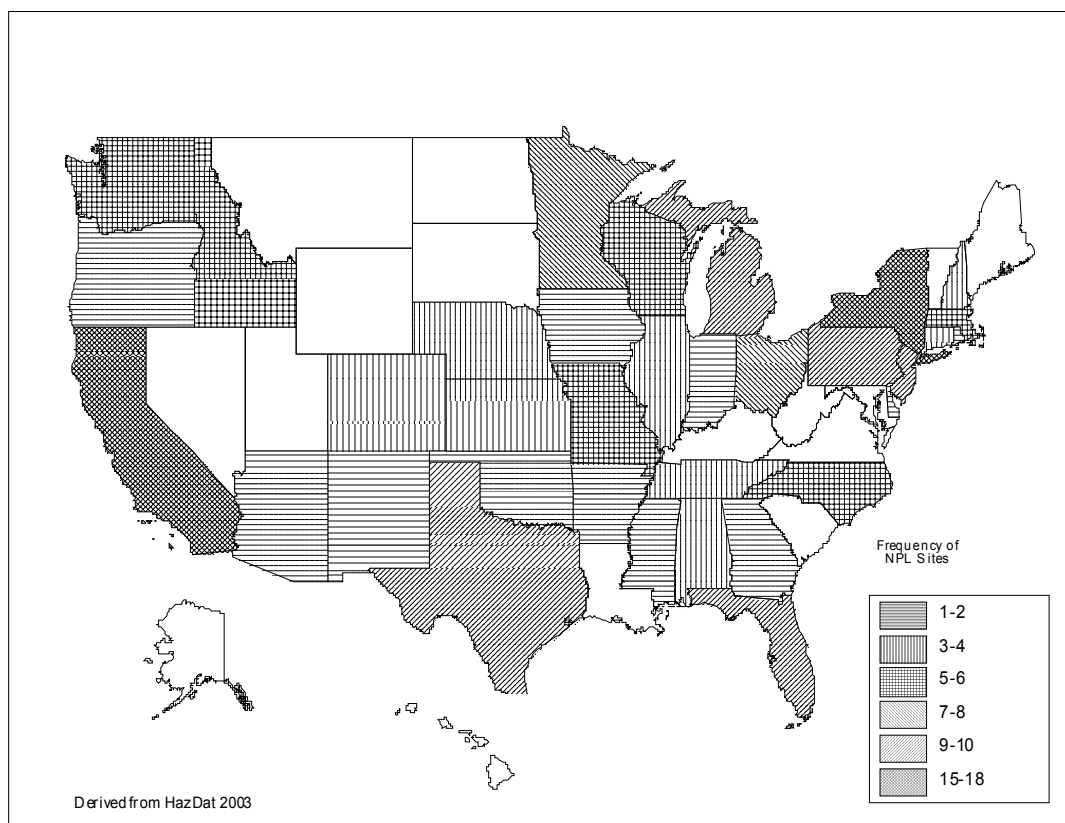 Frequency of
NPL Sites
1-2
3-4
5-6
7-8
9-10
15-18
Derived from HazDat 2003